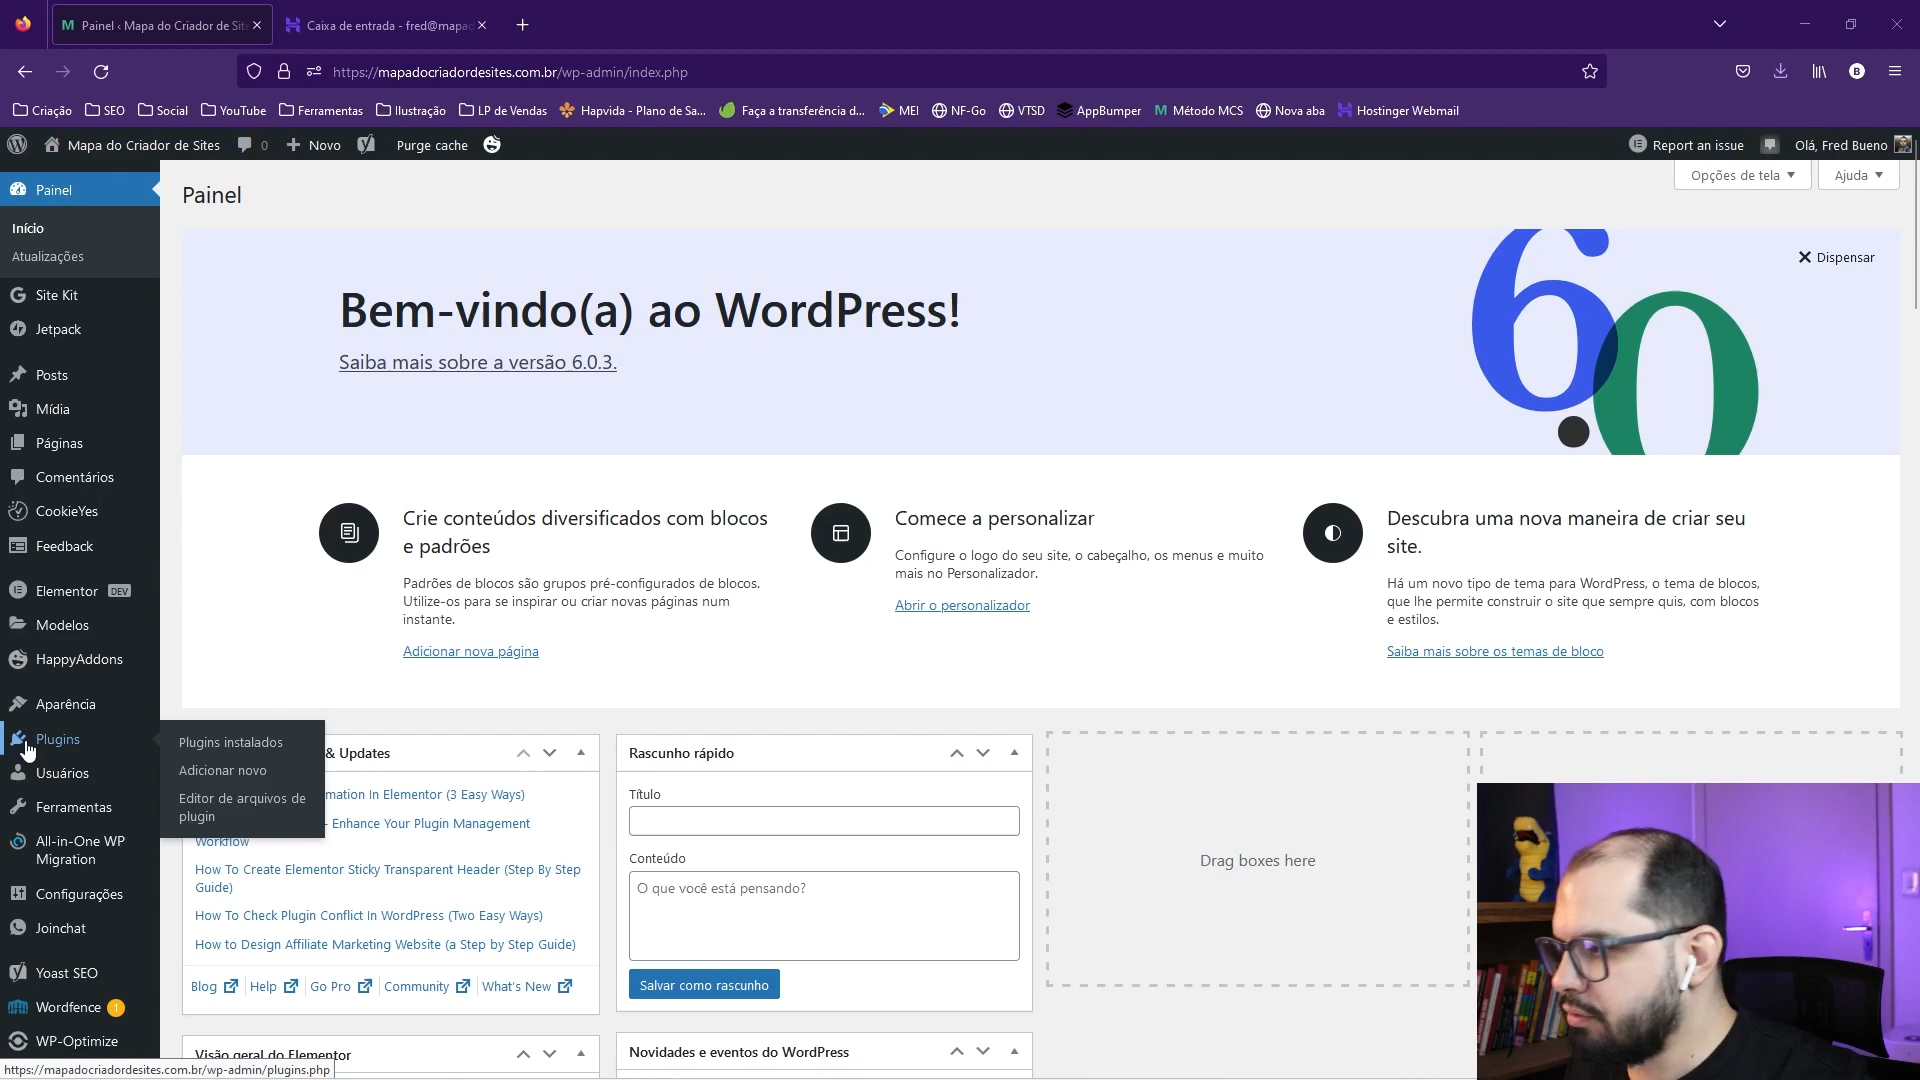 Painel ‹ Mapa do Criador de Site
Caixa de entrada - fred@mapad
https://mapadocriadordesites.com.br/wp-admin/index.php
B
Criação
SEO
Social
YouTube
Ferramentas
Ilustração
LP de Vendas
Hapvida - Plano de Sa...
Faça a transferência d...
MEI
NF-Go
VTSD
AppBumper
Método MCS
Nova aba
Hostinger Webmail
Mapa do Criador de Sites
0
Novo
Purge cache
Report an issue
Olá, Fred Bueno
Painel
Início
Atualizações
Site Kit
Jetpack
Posts
Mídia
Páginas
Comentários
CookieYes
Feedback
Elementor DEV
Modelos
HappyAddons
Aparência
Plugins
Usuários
Ferramentas
All-in-One WP
Migration
Configurações
Joinchat
Yoast SEO
Wordfence 1
WP-Optimize
Plugins instalados
Adicionar novo
Editor de arquivos de
plugin
Painel
Opções de tela
Ajuda
Dispensar
Bem-vindo(a) ao WordPress!
Saiba mais sobre a versão 6.0.3.
60
Crie conteúdos diversificados com blocos
e padrões
Padrões de blocos são grupos pré-configurados de blocos.
Utilize-os para se inspirar ou criar novas páginas num
instante.
Adicionar nova página
Comece a personalizar
Configure o logo do seu site, o cabeçalho, os menus e muito
mais no Personalizador.
Abrir o personalizador
Descubra uma nova maneira de criar seu
site.
Há um novo tipo de tema para WordPress, o tema de blocos,
que lhe permite construir o site que sempre quis, com blocos
e estilos.
Saiba mais sobre os temas de bloco
& Updates
mation In Elementor (3 Easy Ways)
- Enhance Your Plugin Management
Workflow
How To Create Elementor Sticky Transparent Header (Step By Step
Guide)
How To Check Plugin Conflict In WordPress (Two Easy Ways)
How to Design Affiliate Marketing Website (a Step by Step Guide)
Blog
Help
Go Pro
Community
What's New
Visão geral do Elementor
Rascunho rápido
Título
Conteúdo
O que você está pensando?
Salvar como rascunho
Novidades e eventos do WordPress
Drag boxes here
https://mapadocriadordesites.com.br/wp-admin/plugins.php